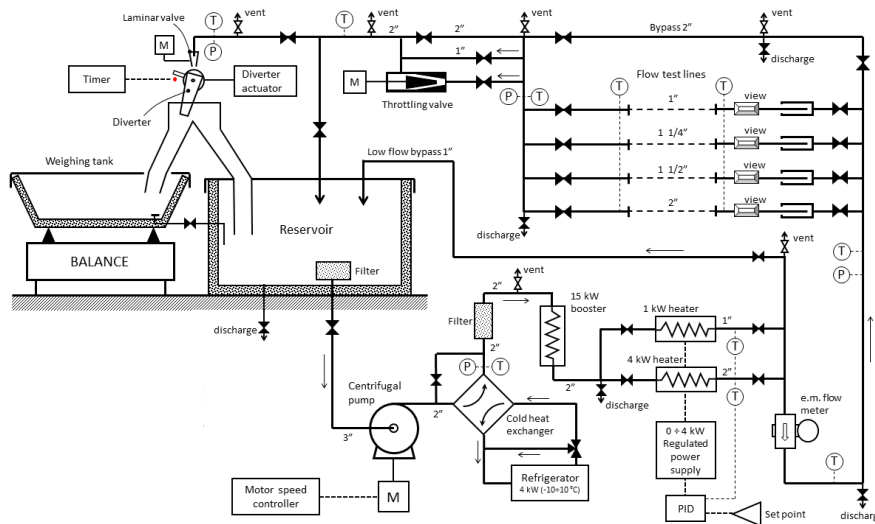 Laminar valve
T
vent
T
vent
vent
vent
2”
2”
Bypass 2”
M
P
1”
discharge
Timer
Diverter
actuator
M
Throttling valve
Flow test lines
T
T
P
T
1”
view
Diverter
1 1/4”
view
Weighing tank
Low flow bypass 1”
1 1/2”
view
2”
view
Reservoir
discharge
vent
BALANCE
Filter
T
P
vent
2”
15 kW
booster
1 kW heater
1”
Filter
discharge
T
2”
4 kW heater
P
T
2”
2”
Centrifugal
pump
T
2”
Cold heat
exchanger
discharge
e.m. flow
meter
3”
0 ÷ 4 kW
Regulated
power
supply
T
Refrigerator
4 kW (-10÷10 °C)
Motor speed
controller
M
PID
Set point
discharge